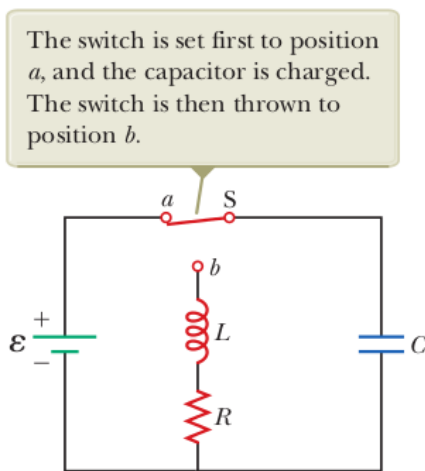 The switch is set first to position
a, and the capacitor is charged.
The switch is then thrown to
position b.
a S
b
+
ε
−
L
C
R